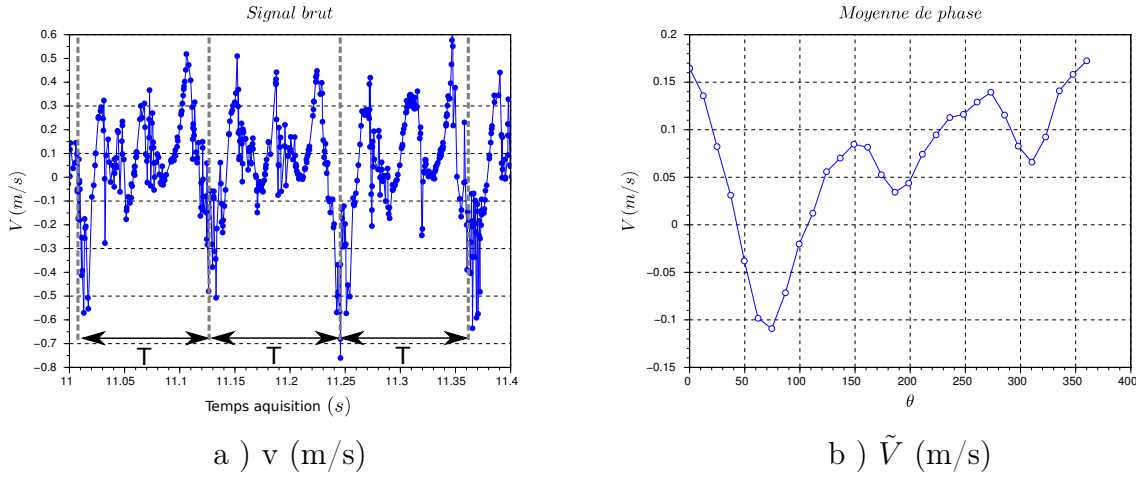 Signal brut
V (m/s)
0.6
0.5
0.4
0.3
0.2
0.1
0
−0.1
−0.2
−0.3
−0.4
−0.5
−0.6
−0.7
−0.8
T T T
11 11.05 11.1 11.15 11.2 11.25 11.3 11.35 11.4
Temps aquisition (s)
a ) v (m/s)
Moyenne de phase
V (m/s)
0.2
0.15
0.1
0.05
0
−0.05
−0.1
−0.15
0 50 100 150 200 250 300 350 400
θ
b ) Ṽ (m/s)